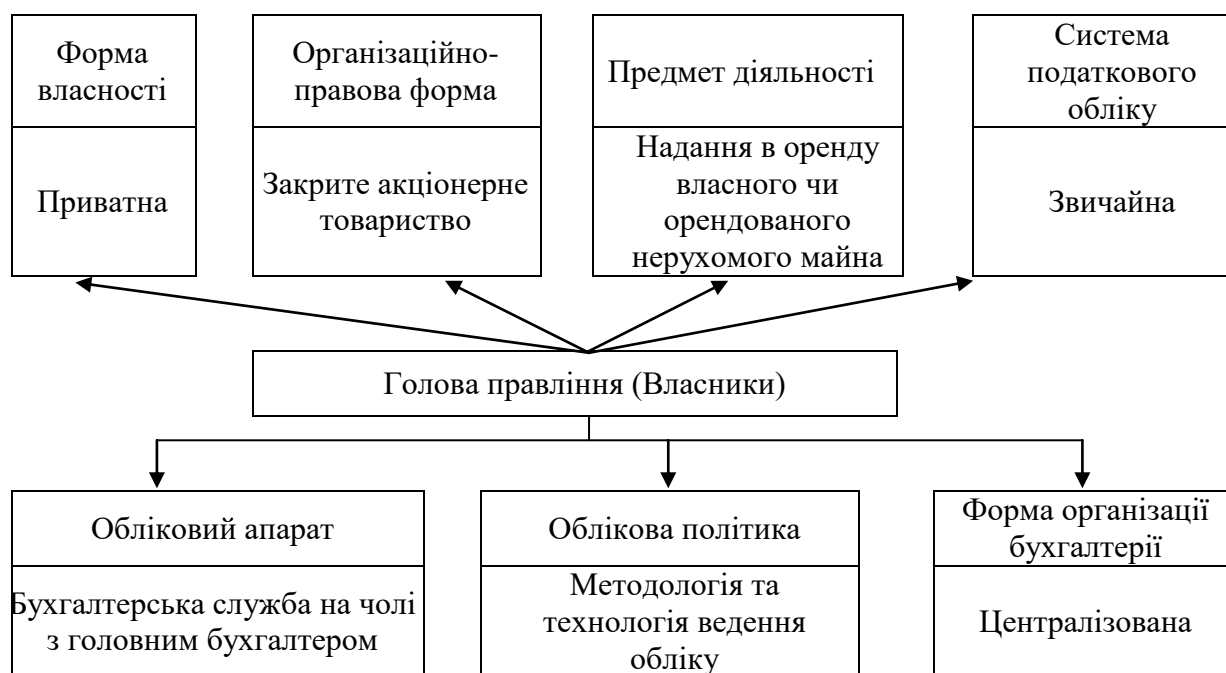 Форма
власності
Організаційно-
правова форма
Предмет діяльності
Система
податкового
обліку
Приватна
Закрите акціонерне
товариство
Надання в оренду
власного чи
орендованого
нерухомого майна
Звичайна
Голова правління (Власники)
Обліковий апарат
Облікова політика
Форма організації
бухгалтерії
Бухгалтерська служба на чолі
з головним бухгалтером
Методологія та
технологія ведення
обліку
Централізована